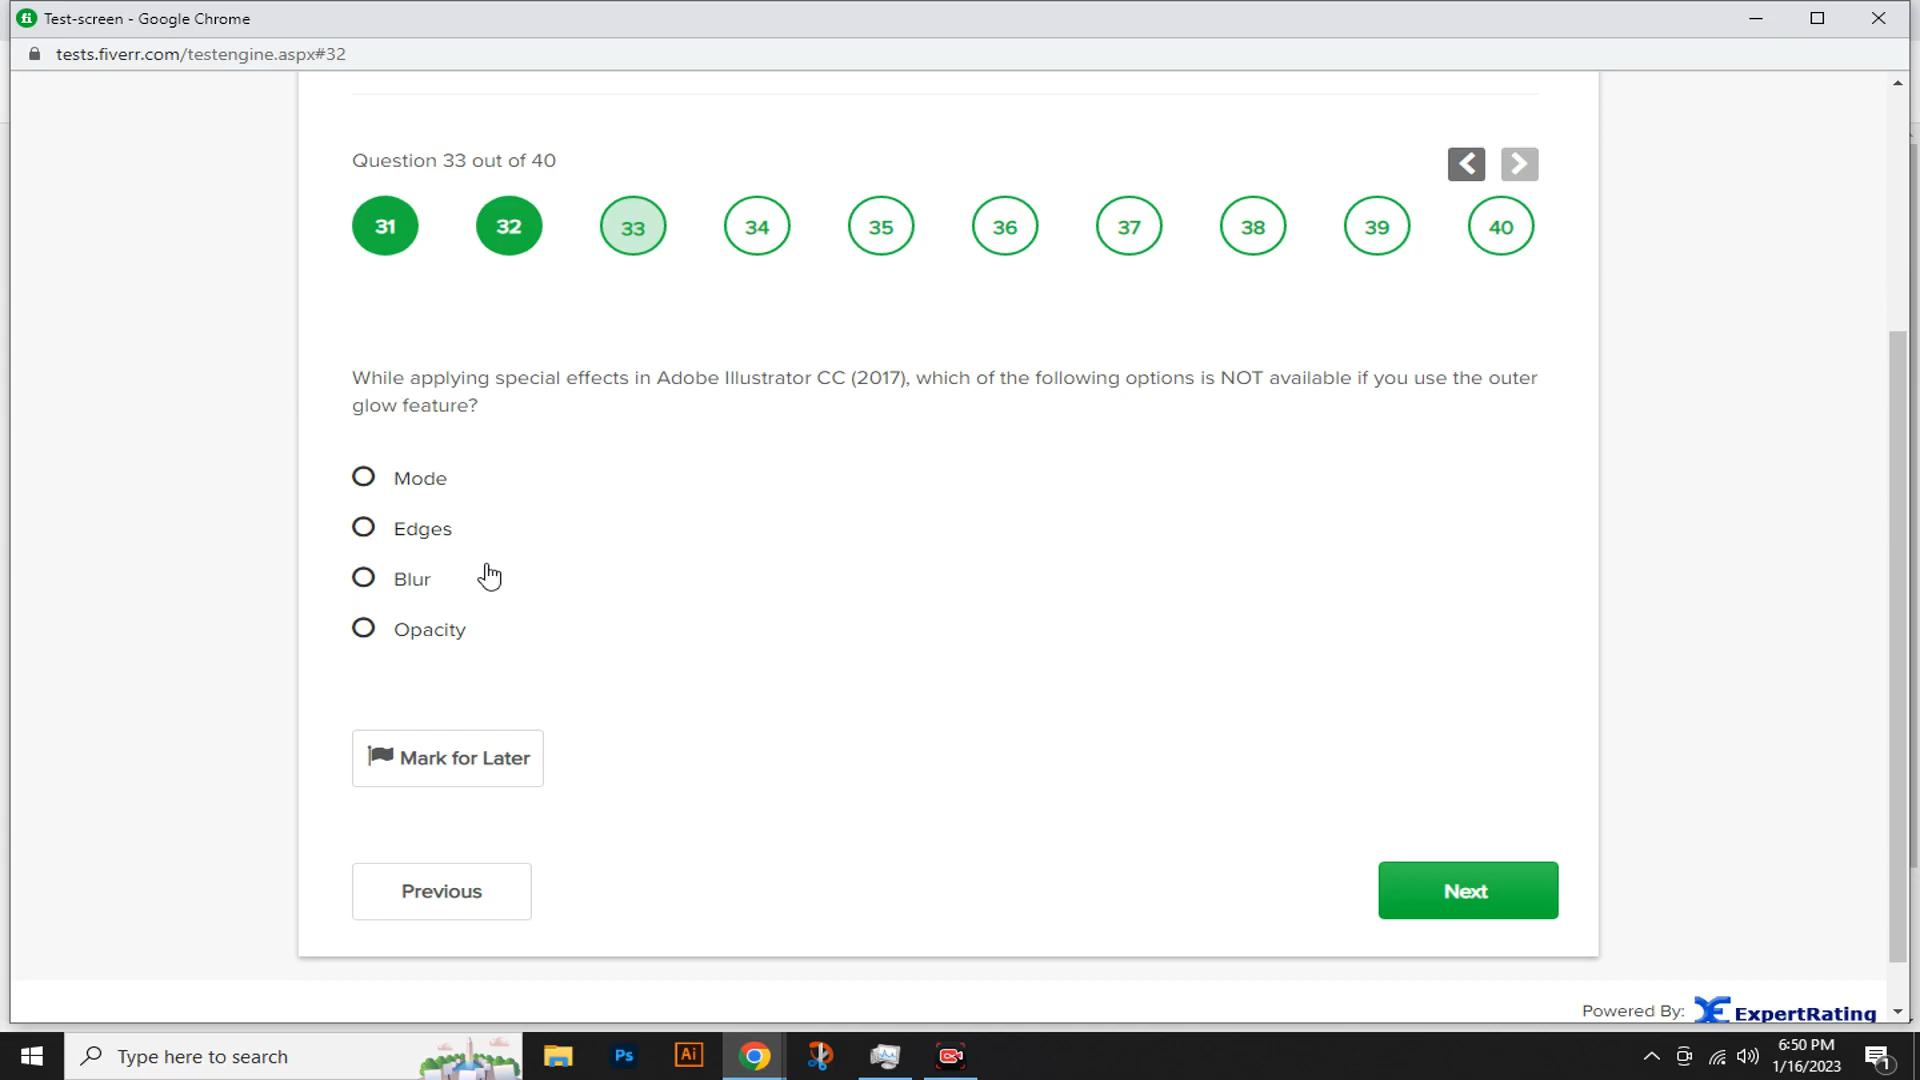 fi Test-screen - Google Chrome
tests.fiverr.com/testengine.aspx#32
Question 33 out of 40
31 32 33 34 35 36 37 38 39 40
While applying special effects in Adobe Illustrator CC (2017), which of the following options is NOT available if you use the outer
glow feature?
Mode
Edges
Blur
Opacity
Mark for Later
Previous
Next
Powered By: ExpertRating
Type here to search
Ps
Ai
6:50 PM
1/16/2023
1